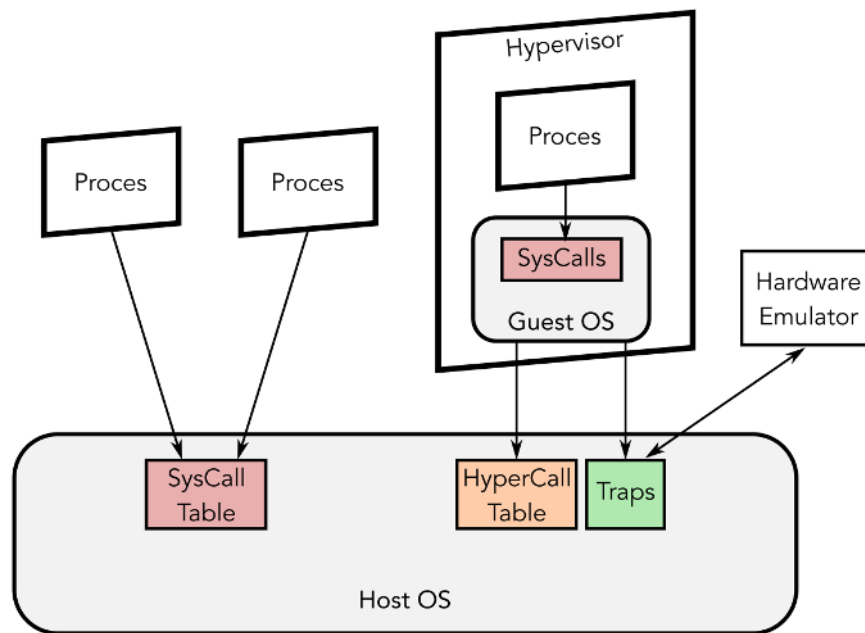 Hypervisor
Proces
Proces
Proces
SysCalls
Guest OS
Hardware
Emulator
SysCall
Table
HyperCall
Table
Traps
Host OS